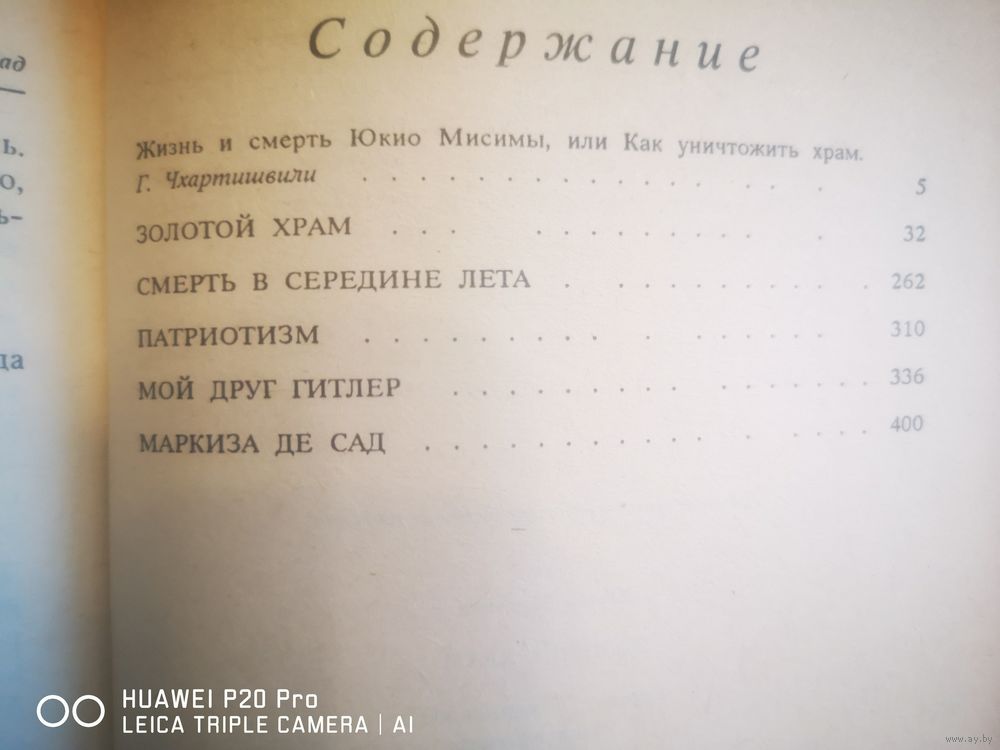 Содержание
ад
ь.
о,
ь-
да
Жизнь и смерть Юкио Мисимы, или Как уничтожить храм.
Г. Чхартишвили . . . . . . . . . . . . . . . . 5
ЗОЛОТОЙ ХРАМ . . . . . . . . . . . . 32
СМЕРТЬ В СЕРЕДИНЕ ЛЕТА . . . . . . . . . . 262
ПАТРИОТИЗМ . . . . . . . . . . . . . . . . 310
МОЙ ДРУГ ГИТЛЕР . . . . . . . . . . . . . . . 336
МАРКИЗА ДЕ САД . . . . . . . . . . . . . . . 400
HUAWEI P20 Pro
LEICA TRIPLE CAMERA | AI
www.ay.by